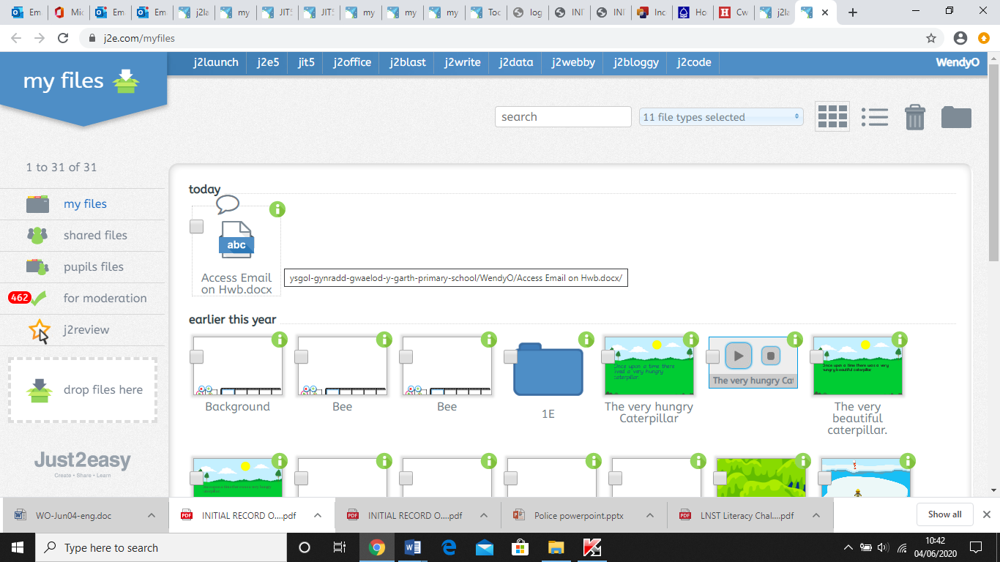 Em
Mic
Em
Em
j2la
my
JIT5
JIT5
my
my
my
Too
log
INI
INI
Inc
Ho
Cw
j2la
j2e.com/myfiles
my files
j2launch
j2e5
jit5
j2office
j2blast
j2write
j2data
j2webby
j2bloggy
j2code
WendyO
search
11 file types selected
1 to 31 of 31
my files
shared files
pupils files
462
for moderation
j2review
drop files here
Just2easy
Create • Share • Learn
today
abc
Access Email
on Hwb.docx
ysgol-gynradd-gwaelod-y-garth-primary-school/WendyO/Access Email on Hwb.docx/
earlier this year
Background
Bee
Bee
1E
Once upon a time there
lived a very hungry
caterpillar.
The very hungry
Caterpillar
The very hungry Cat
Once upon a time there was a very
hungry beautiful caterpillar
The very
beautiful
caterpillar.
WO-Jun04-eng.doc
INITIAL RECORD O....pdf
INITIAL RECORD O....pdf
Police powerpoint.pptx
LNST Literacy Chal....pdf
Show all
Type here to search
10:42
04/06/2020